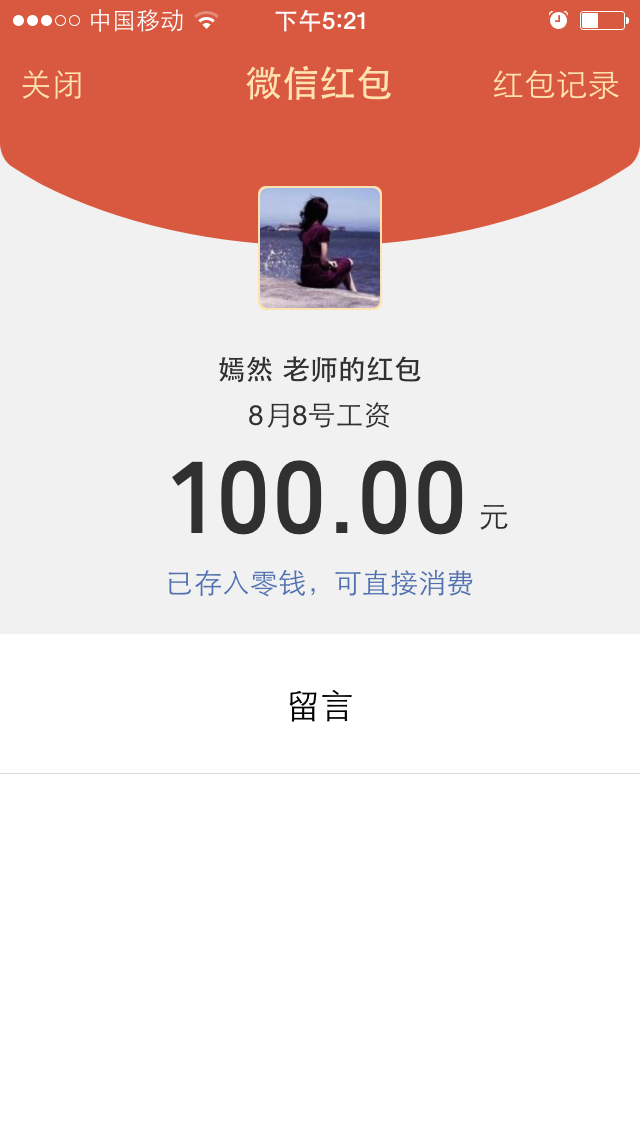 中国移动 下午5:21
关闭 微信红包 红包记录
嫣然 老师的红包
8月8号工资
100.00 元
已存入零钱，可直接消费
留言